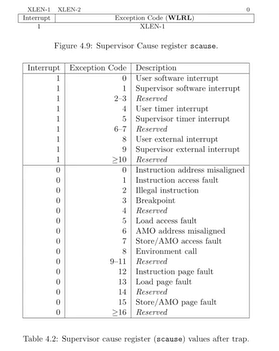 XLEN-1 XLEN-2 0
Interrupt Exception Code (WLRL)
1 XLEN-1
Figure 4.9: Supervisor Cause register scause.
Interrupt Exception Code Description
1 0 User software interrupt
1 1 Supervisor software interrupt
1 2–3 Reserved
1 4 User timer interrupt
1 5 Supervisor timer interrupt
1 6–7 Reserved
1 8 User external interrupt
1 9 Supervisor external interrupt
1 ≥10 Reserved
0 0 Instruction address misaligned
0 1 Instruction access fault
0 2 Illegal instruction
0 3 Breakpoint
0 4 Reserved
0 5 Load access fault
0 6 AMO address misaligned
0 7 Store/AMO access fault
0 8 Environment call
0 9–11 Reserved
0 12 Instruction page fault
0 13 Load page fault
0 14 Reserved
0 15 Store/AMO page fault
0 ≥16 Reserved
Table 4.2: Supervisor cause register (scause) values after trap.